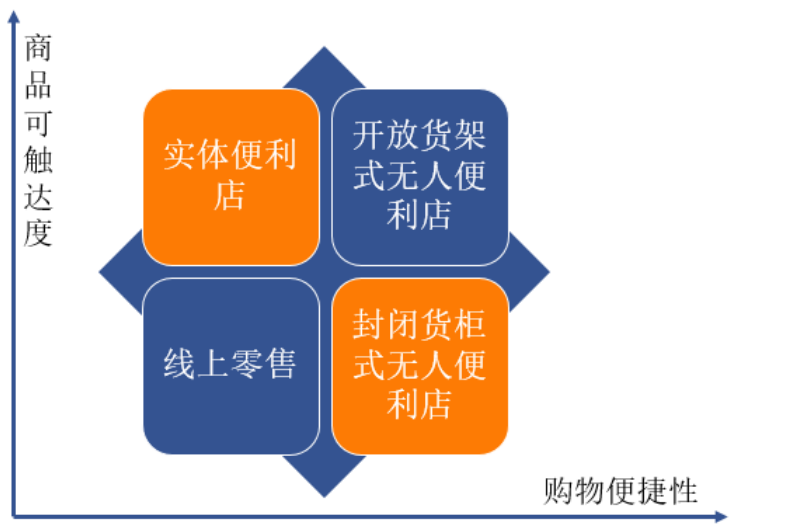 商品可触达度
实体便利
店
开放货架
式无人便
利店
线上零售
封闭货柜
式无人便
利店
购物便捷性